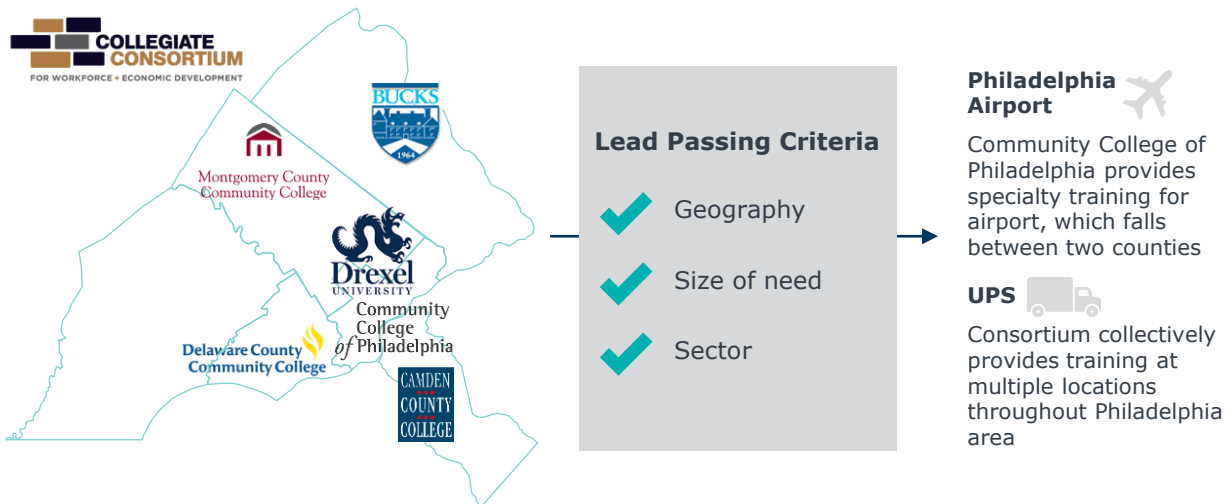 COLLEGIATE
CONSORTIUM
FOR WORKFORCE + ECONOMIC DEVELOPMENT
BUCKS
1964
Montgomery County
Community College
Drexel
UNIVERSITY
Community
College
of Philadelphia
Delaware County
Community College
CAMDEN
COUNTY
COLLEGE
Lead Passing Criteria
Geography
Size of need
Sector
Philadelphia
Airport
Community College of
Philadelphia provides
specialty training for
airport, which falls
between two counties
UPS
Consortium collectively
provides training at
multiple locations
throughout Philadelphia
area